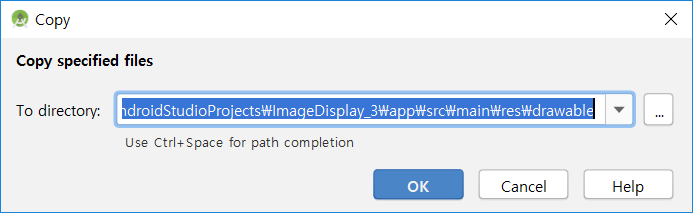 Copy
Copy specified files
To directory: ndroidStudioProjects₩ImageDisplay_3₩app₩src₩main₩res₩drawable ...
Use Ctrl+Space for path completion
OK Cancel Help